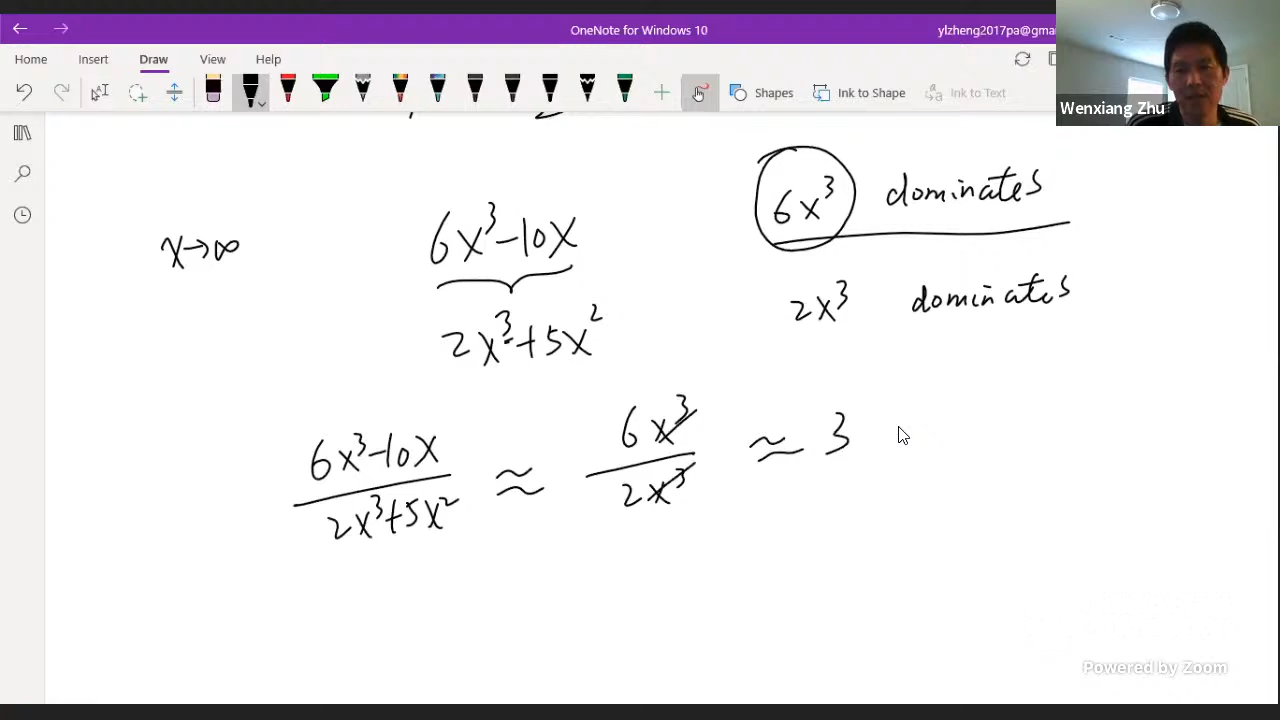 OneNote for Windows 10
ylzheng2017pa@gma
Home Insert Draw View Help
Shapes Ink to Shape Ink to Text
Wenxiang Zhu
6x³ dominates
x→∞
6x³-10x
2x³ dominates
2x³+5x²
6x³-10x / 2x³+5x² ≈ 6x³ / 2x³ ≈ 3
Powered by Zoom